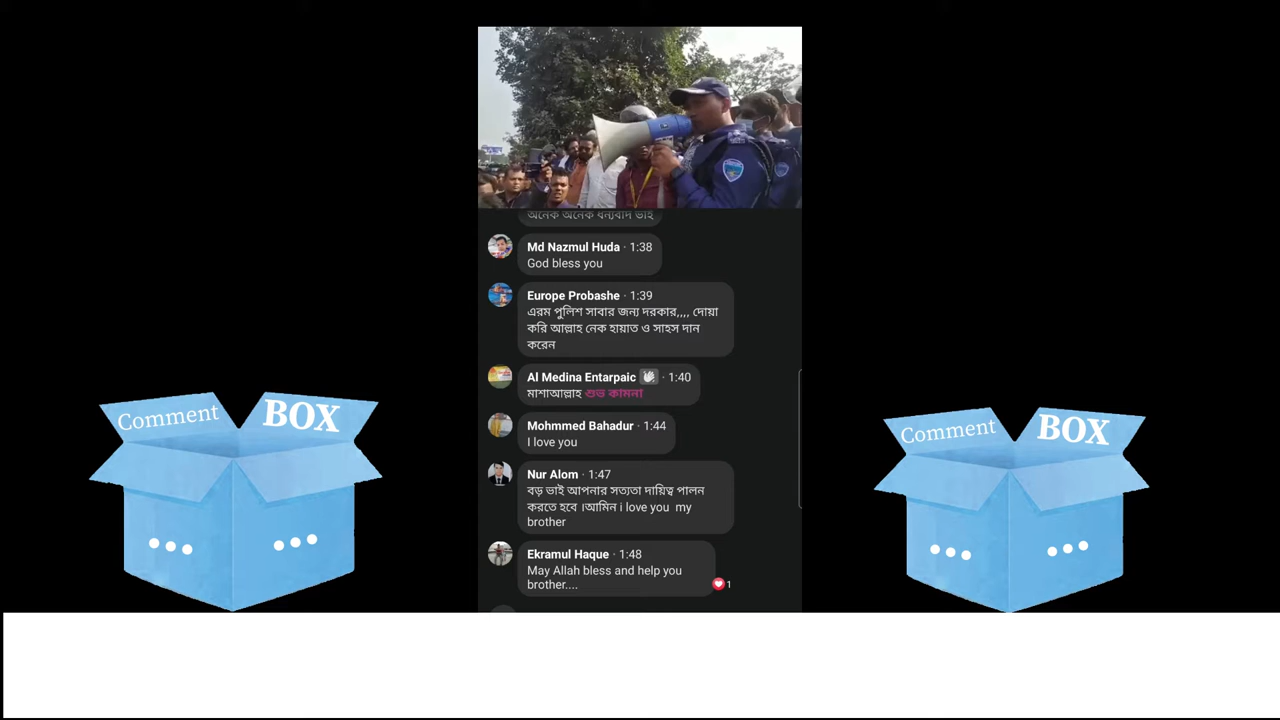 অনেক অনেক ধন্যবাদ ভাই
Md Nazmul Huda · 1:38
God bless you
Europe Probashe · 1:39
এরম পুলিশ সাবার জন্য দরকার,,,, দোয়া
করি আল্লাহ নেক হায়াত ও সাহস দান
করেন
Al Medina Entarpaic · 1:40
মাশাআল্লাহ শুভ কামনা
Mohmmed Bahadur · 1:44
I love you
Nur Alom · 1:47
বড় ভাই আপনার সত্যতা দায়িত্ব পালন
করতে হবে ।আমিন i love you my
brother
Ekramul Haque · 1:48
May Allah bless and help you
brother....
1
Comment BOX
Comment BOX